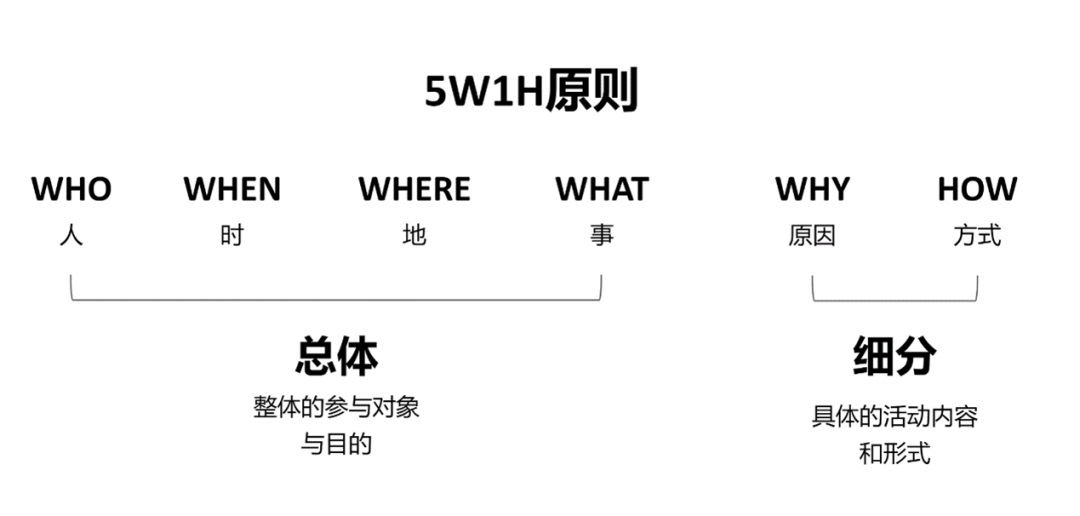 5W1H原则
WHO WHEN WHERE WHAT WHY HOW
人 时 地 事 原因 方式
总体 细分
整体的参与对象
与目的
具体的活动内容
和形式